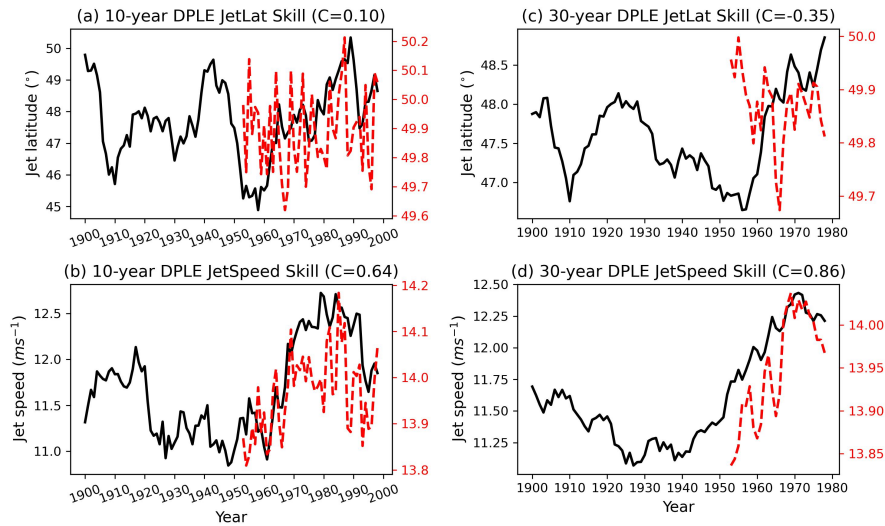 (a) 10-year DPLE JetLat Skill (C=0.10)
Jet latitude (°)
50
49
48
47
46
45
50.2
50.1
50.0
49.9
49.8
49.7
49.6
1900 1910 1920 1930 1940 1950 1960 1970 1980 1990 2000
(c) 30-year DPLE JetLat Skill (C=-0.35)
Jet latitude (°)
48.5
48.0
47.5
47.0
50.0
49.9
49.8
49.7
1900 1910 1920 1930 1940 1950 1960 1970 1980
(b) 10-year DPLE JetSpeed Skill (C=0.64)
Jet speed (ms⁻¹)
12.5
12.0
11.5
11.0
14.2
14.1
14.0
13.9
13.8
1900 1910 1920 1930 1940 1950 1960 1970 1980 1990 2000
Year
(d) 30-year DPLE JetSpeed Skill (C=0.86)
Jet speed (ms⁻¹)
12.50
12.25
12.00
11.75
11.50
11.25
14.00
13.95
13.90
13.85
1900 1910 1920 1930 1940 1950 1960 1970 1980
Year